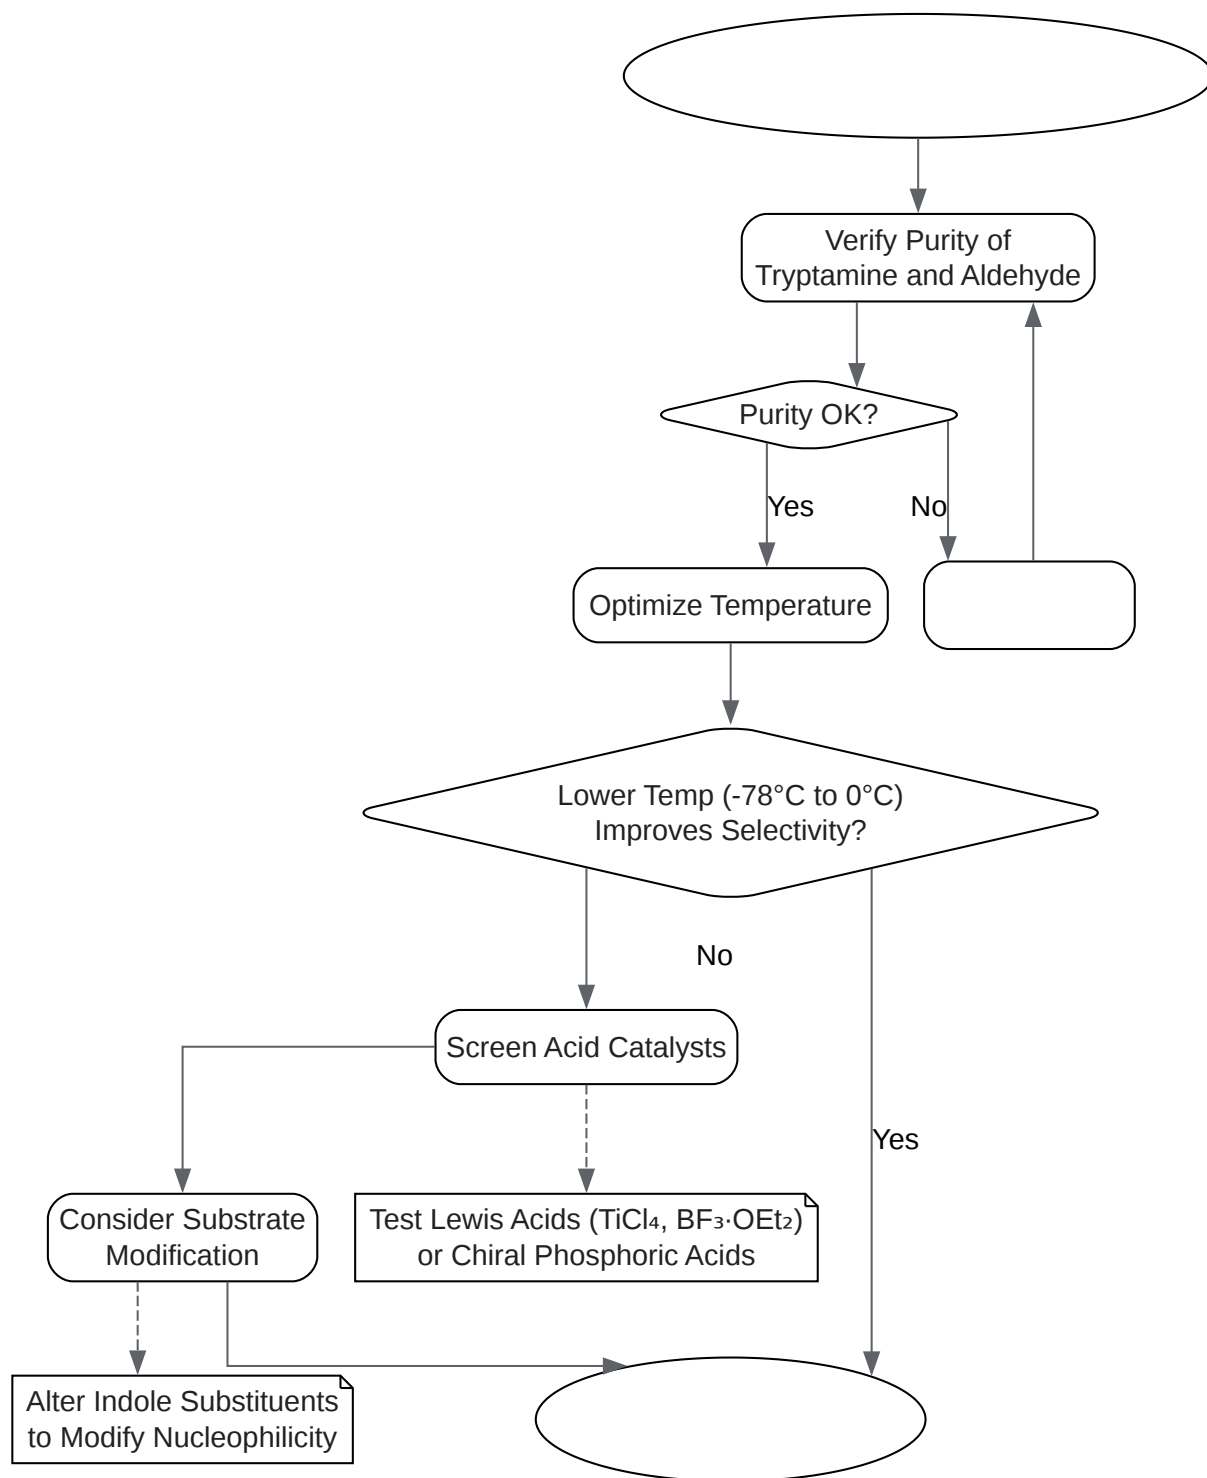 Verify Purity of
Tryptamine and Aldehyde
Purity OK?
Yes
No
Optimize Temperature
Lower Temp (-78°C to 0°C)
Improves Selectivity?
No
Screen Acid Catalysts
Yes
Consider Substrate
Modification
Test Lewis Acids (TiCl₄, BF₃·OEt₂)
or Chiral Phosphoric Acids
Alter Indole Substituents
to Modify Nucleophilicity